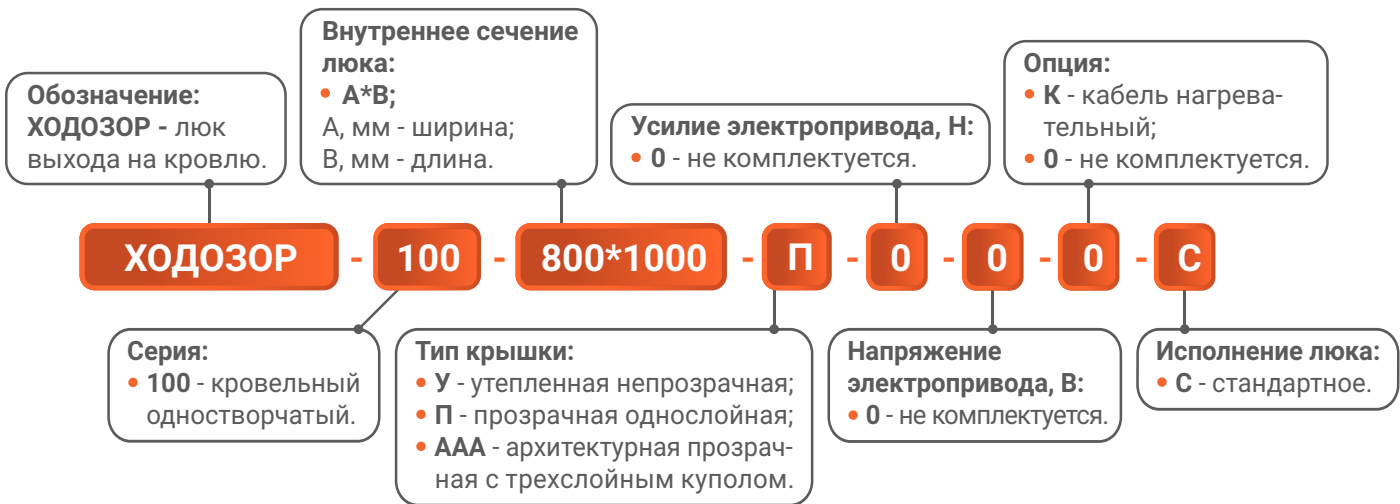 Обозначение:
ХОДОЗОР - люк
выхода на кровлю.
Внутреннее сечение
люка:
• A*B;
А, мм - ширина;
В, мм - длина.
Усилие электропривода, Н:
• 0 - не комплектуется.
Опция:
• К - кабель нагрева-
тельный;
• 0 - не комплектуется.
ХОДОЗОР - 100 - 800*1000 - П - 0 - 0 - 0 - С
Серия:
• 100 - кровельный
одностворчатый.
Тип крышки:
• У - утепленная непрозрачная;
• П - прозрачная однослойная;
• ААА - архитектурная прозрач-
ная с трехслойным куполом.
Напряжение
электропривода, В:
• 0 - не комплектуется.
Исполнение люка:
• С - стандартное.